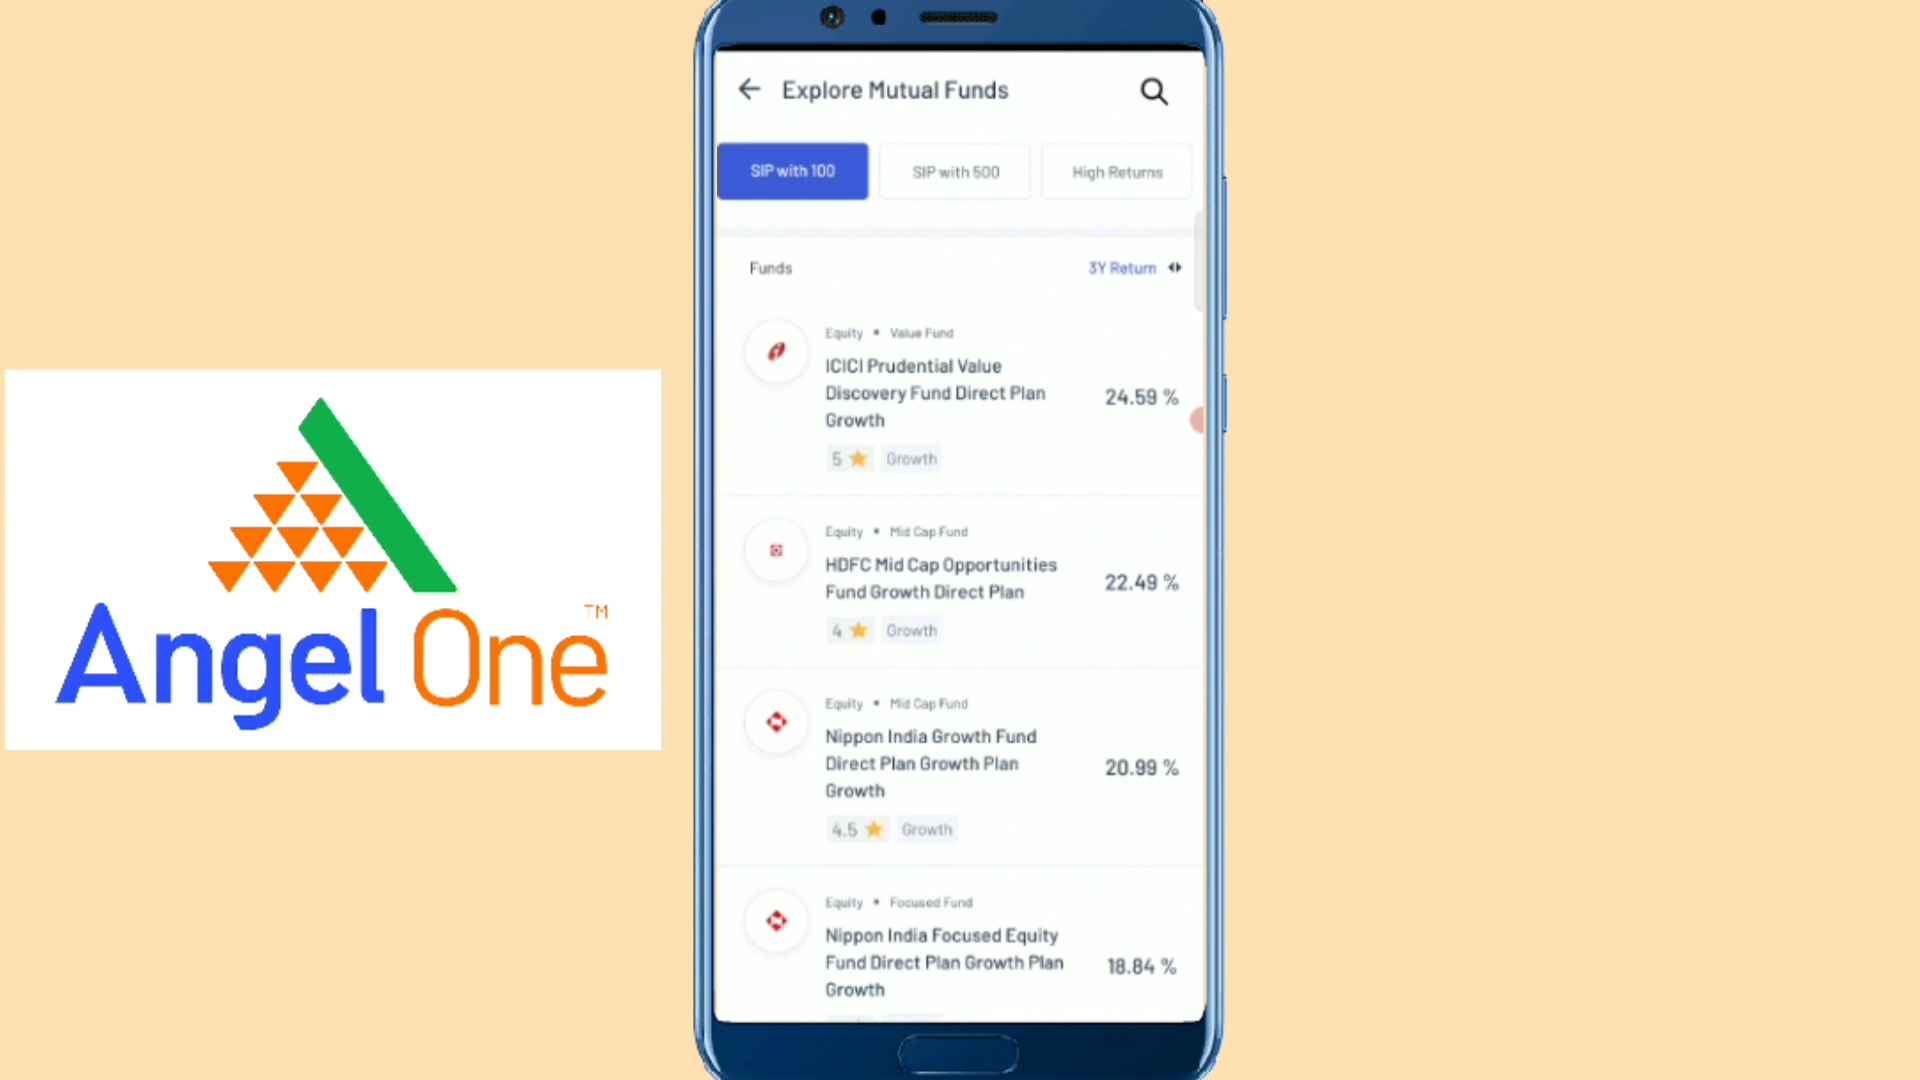 Angel One
TM
Explore Mutual Funds
SIP with 100
SIP with 500
High Returns
Funds
3Y Return
Equity • Value Fund
ICICI Prudential Value
Discovery Fund Direct Plan
Growth
24.59 %
5 Growth
Equity • Mid Cap Fund
HDFC Mid Cap Opportunities
Fund Growth Direct Plan
22.49 %
4 Growth
Equity • Mid Cap Fund
Nippon India Growth Fund
Direct Plan Growth Plan
Growth
20.99 %
4.5 Growth
Equity • Focused Fund
Nippon India Focused Equity
Fund Direct Plan Growth Plan
Growth
18.84 %